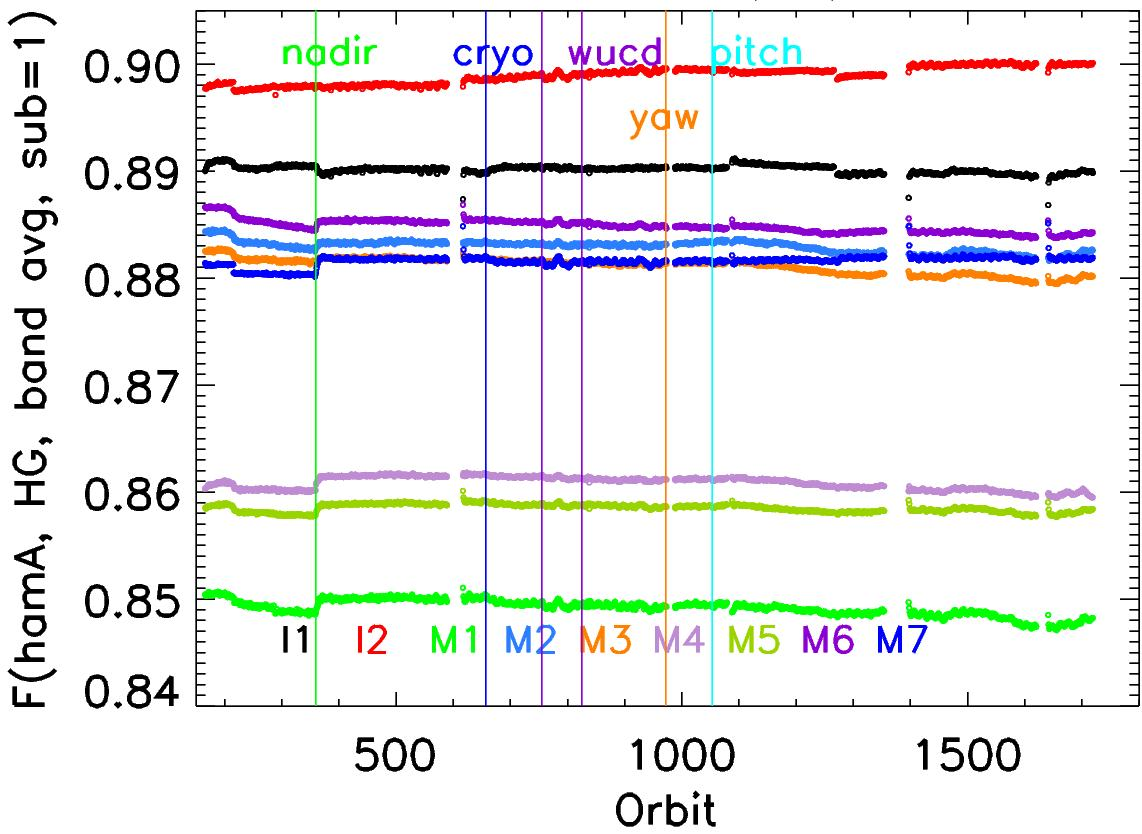 F(hamA, HG, band avg, sub=1)
0.90
0.89
0.88
0.87
0.86
0.85
0.84
nadir cryo wucd pitch
yaw
I1 I2 M1 M2 M3 M4 M5 M6 M7
500 1000 1500
Orbit